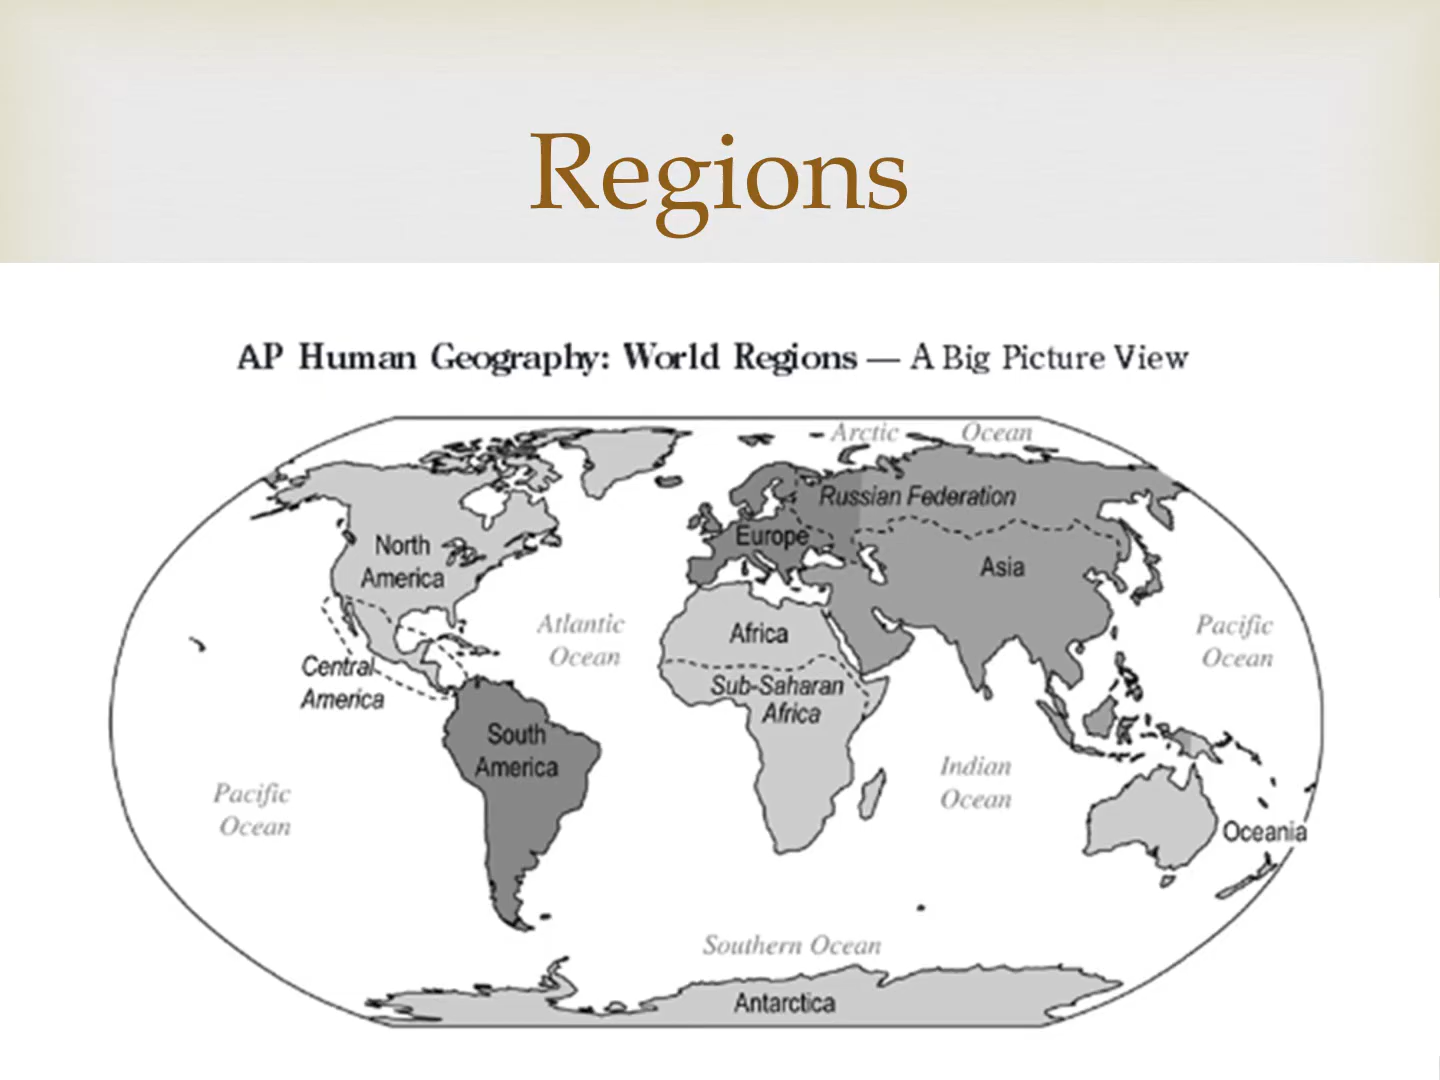 Regions
AP Human Geography: World Regions — A Big Picture View
Arctic Ocean
Russian Federation
Europe
North
America
Asia
Atlantic
Ocean
Africa
Pacific
Ocean
Central
America
Sub-Saharan
Africa
South
America
Indian
Ocean
Pacific
Ocean
Oceania
Southern Ocean
Antarctica